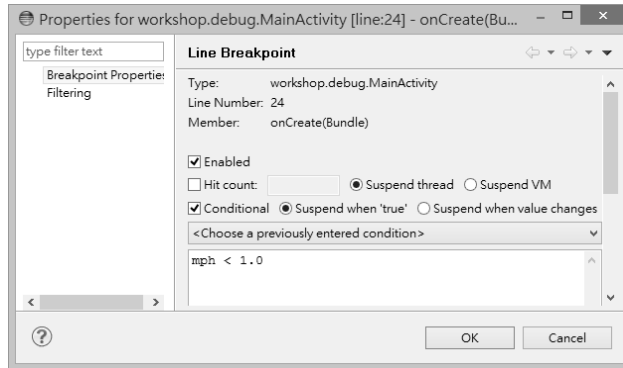 Properties for workshop.debug.MainActivity [line:24] - onCreate(Bu...
type filter text
Breakpoint Properties
Filtering
Line Breakpoint
Type: workshop.debug.MainActivity
Line Number: 24
Member: onCreate(Bundle)
Enabled
Hit count: Suspend thread Suspend VM
Conditional Suspend when 'true' Suspend when value changes
<Choose a previously entered condition>
mph < 1.0
OK Cancel